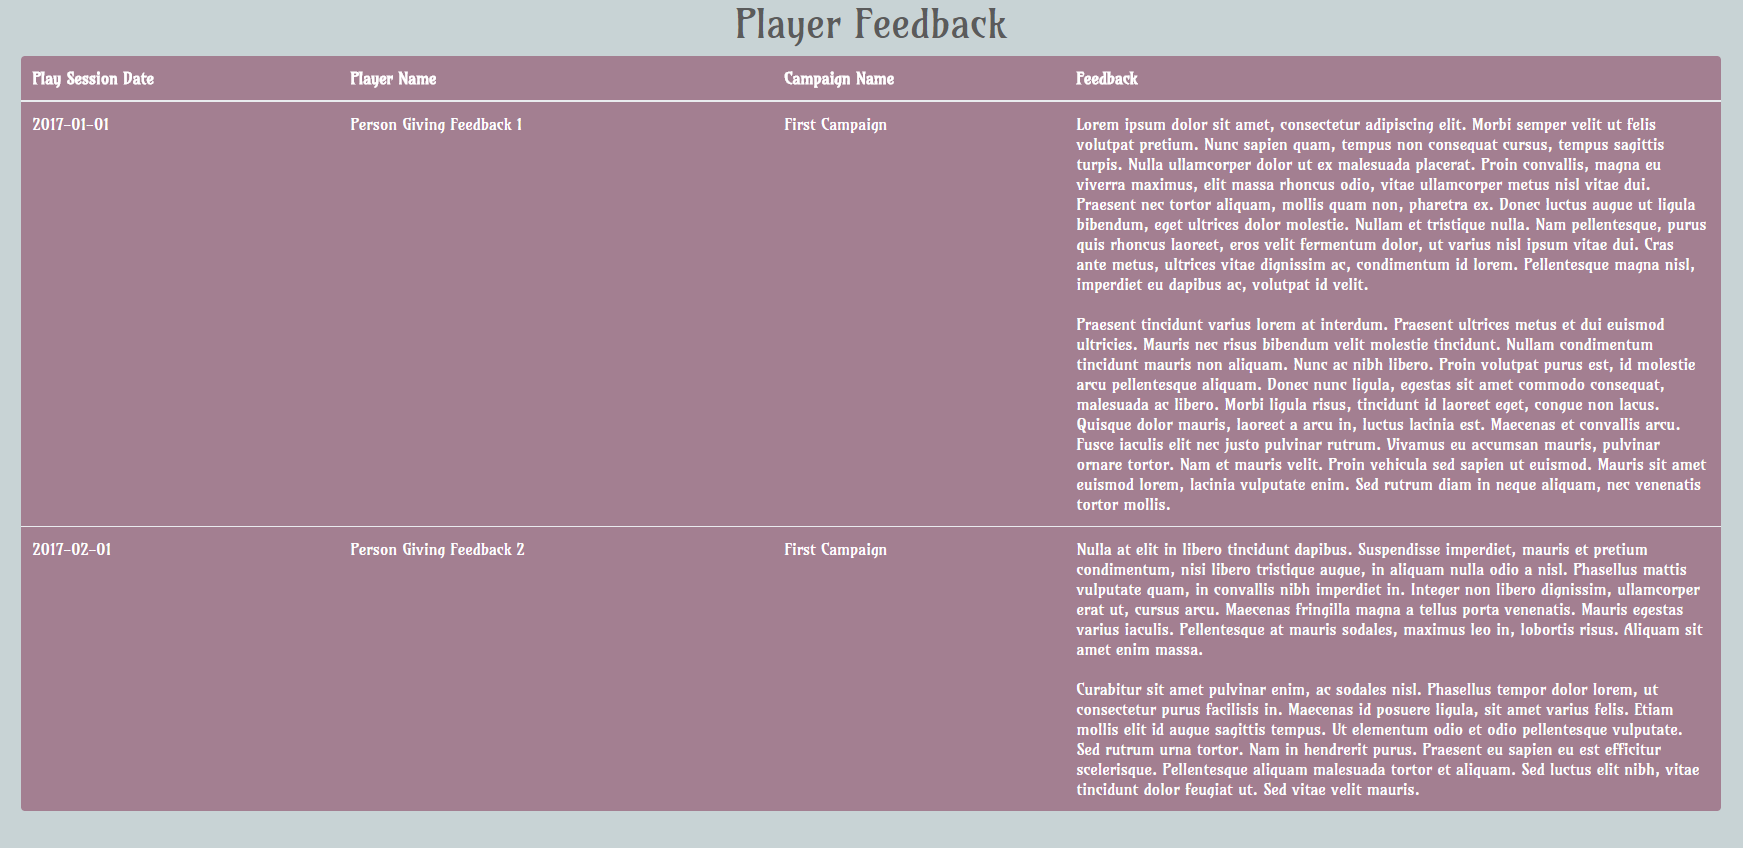 Player Feedback
Play Session Date Player Name Campaign Name Feedback
2017-01-01 Person Giving Feedback 1 First Campaign Lorem ipsum dolor sit amet, consectetur adipiscing elit. Morbi semper velit ut felis
volutpat pretium. Nunc sapien quam, tempus non consequat cursus, tempus sagittis
turpis. Nulla ullamcorper dolor ut ex malesuada placerat. Proin convallis, magna eu
viverra maximus, elit massa rhoncus odio, vitae ullamcorper metus nisl vitae dui.
Praesent nec tortor aliquam, mollis quam non, pharetra ex. Donec luctus augue ut ligula
bibendum, eget ultrices dolor molestie. Nullam et tristique nulla. Nam pellentesque, purus
quis rhoncus laoreet, eros velit fermentum dolor, ut varius nisl ipsum vitae dui. Cras
ante metus, ultrices vitae dignissim ac, condimentum id lorem. Pellentesque magna nisl,
imperdiet eu dapibus ac, volutpat id velit.
Praesent tincidunt varius lorem at interdum. Praesent ultrices metus et dui euismod
ultricies. Mauris nec risus bibendum velit molestie tincidunt. Nullam condimentum
tincidunt mauris non aliquam. Nunc ac nibh libero. Proin volutpat purus est, id molestie
arcu pellentesque aliquam. Donec nunc ligula, egestas sit amet commodo consequat,
malesuada ac libero. Morbi ligula risus, tincidunt id laoreet eget, congue non lacus.
Quisque dolor mauris, laoreet a arcu in, luctus lacinia est. Maecenas et convallis arcu.
Fusce iaculis elit nec justo pulvinar rutrum. Vivamus eu accumsan mauris, pulvinar
ornare tortor. Nam et mauris velit. Proin vehicula sed sapien ut euismod. Mauris sit amet
euismod lorem, lacinia vulputate enim. Sed rutrum diam in neque aliquam, nec venenatis
tortor mollis.
2017-02-01 Person Giving Feedback 2 First Campaign Nulla at elit in libero tincidunt dapibus. Suspendisse imperdiet, mauris et pretium
condimentum, nisi libero tristique augue, in aliquam nulla odio a nisl. Phasellus mattis
vulputate quam, in convallis nibh imperdiet in. Integer non libero dignissim, ullamcorper
erat ut, cursus arcu. Maecenas fringilla magna a tellus porta venenatis. Mauris egestas
varius iaculis. Pellentesque at mauris sodales, maximus leo in, lobortis risus. Aliquam sit
amet enim massa.
Curabitur sit amet pulvinar enim, ac sodales nisl. Phasellus tempor dolor lorem, ut
consectetur purus facilisis in. Maecenas id posuere ligula, sit amet varius felis. Etiam
mollis elit id augue sagittis tempus. Ut elementum odio et odio pellentesque vulputate.
Sed rutrum urna tortor. Nam in hendrerit purus. Praesent eu sapien eu est efficitur
scelerisque. Pellentesque aliquam malesuada tortor et aliquam. Sed luctus elit nibh, vitae
tincidunt dolor feugiat ut. Sed vitae velit mauris.